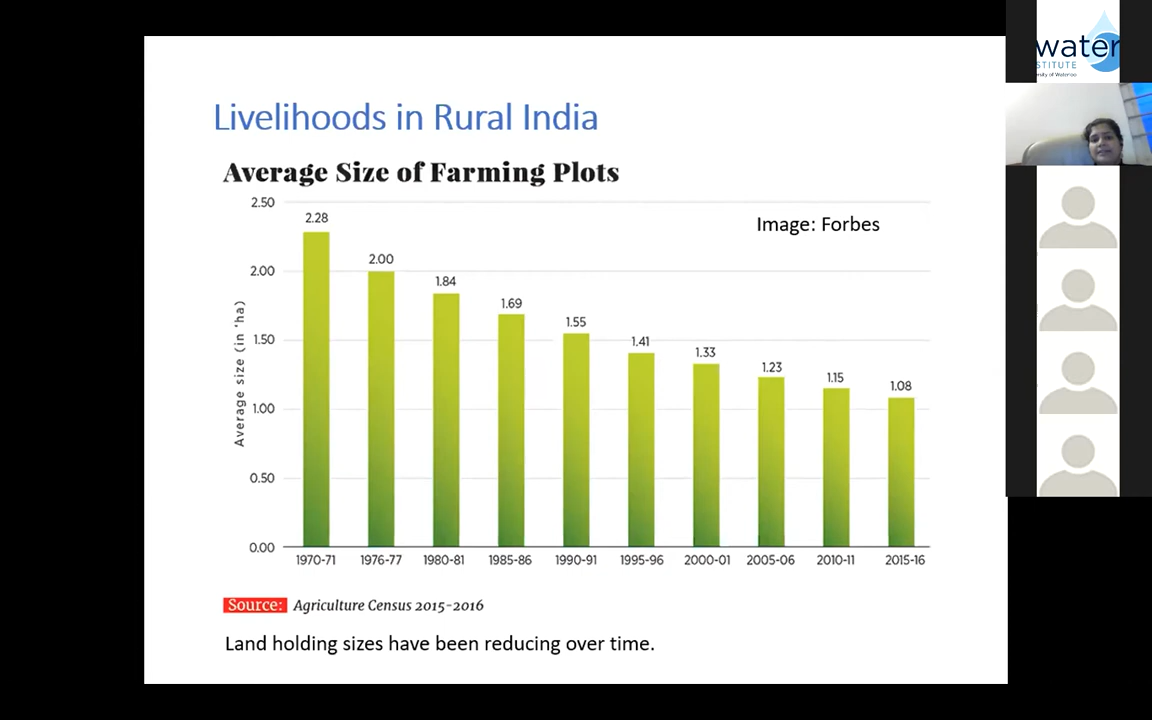 Livelihoods in Rural India
Average Size of Farming Plots
Image: Forbes
Average size (in 'ha)
2.50
2.00
1.50
1.00
0.50
0.00
2.28
2.00
1.84
1.69
1.55
1.41
1.33
1.23
1.15
1.08
1970-71 1976-77 1980-81 1985-86 1990-91 1995-96 2000-01 2005-06 2010-11 2015-16
Source: Agriculture Census 2015-2016
Land holding sizes have been reducing over time.
water
STITUTE
ersity of Waterloo